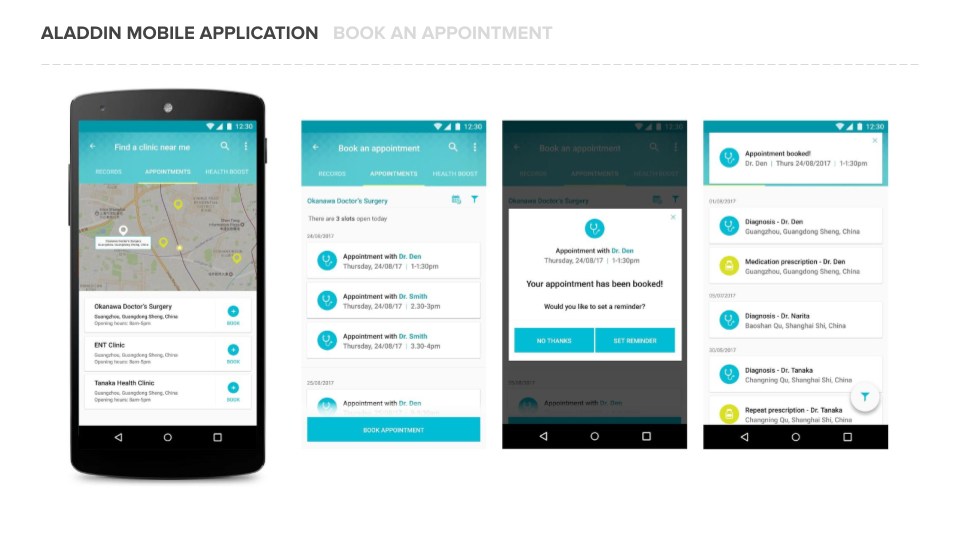 ALADDIN MOBILE APPLICATION BOOK AN APPOINTMENT
12:30
Find a clinic near me
RECORDS APPOINTMENTS HEALTH BOOST
Okanawa Doctor's Surgery
Guangzhou, Guangdong Sheng, China
Okanawa Doctor's Surgery
Guangzhou, Guangdong Sheng, China
Opening hours: 8am-5pm
BOOK
ENT Clinic
Guangzhou, Guangdong Sheng, China
Opening hours: 8am-5pm
BOOK
Tanaka Health Clinic
Guangzhou, Guangdong Sheng, China
Opening hours: 8am-5pm
BOOK
12:30
Book an appointment
RECORDS APPOINTMENTS HEALTH BOOST
Okanawa Doctor's Surgery
There are 3 slots open today
24/08/2017
Appointment with Dr. Den
Thursday, 24/08/17 | 1-1:30pm
Appointment with Dr. Smith
Thursday, 24/08/17 | 2.30-3pm
Appointment with Dr. Smith
Thursday, 24/08/17 | 3.30-4pm
25/08/2017
Appointment with Dr. Den
BOOK APPOINTMENT
12:30
Book an appointment
RECORDS APPOINTMENTS HEALTH BOOST
Okanawa Doctor's Surgery
Appointment with Dr. Den
Thursday, 24/08/17 | 1-1:30pm
Your appointment has been booked!
Would you like to set a reminder?
NO THANKS SET REMINDER
25/08/2017
Appointment with Dr. Den
12:30
Appointment booked!
Dr. Den | Thurs 24/08/2017 | 1-1:30pm
01/08/2017
Diagnosis - Dr. Den
Guangzhou, Guangdong Sheng, China
Medication prescription - Dr. Den
Guangzhou, Guangdong Sheng, China
Diagnosis - Dr. Narita
Baoshan Qu, Shanghai Shi, China
Diagnosis - Dr. Tanaka
Changning Qu, Shanghai Shi, China
Repeat prescription - Dr. Tanaka
Changning Qu, Shanghai Shi, China